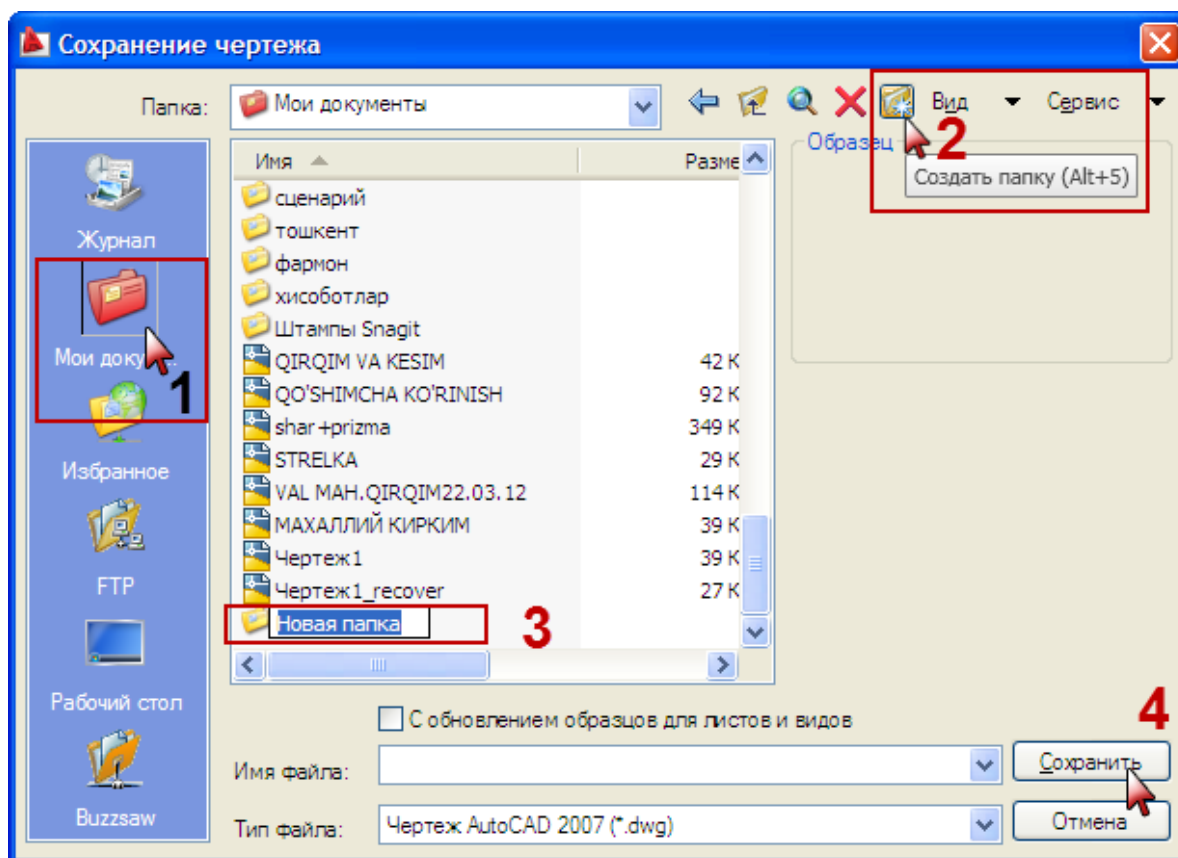 Сохранение чертежа
Папка:
Мои документы
Вид
Сервис
2
Образец
Создать папку (Alt+5)
Журнал
Мои доку
1
Избранное
FTP
Рабочий стол
Buzzsaw
Имя Разме
сценарий
тошкент
фармон
хисоботлар
Штампы Snagit
QIRQIM VA KESIM 42 К
QO'SHIMCHA KO'RINISH 92 К
shar+prizma 349 К
STRELKA 29 К
VAL MAH.QIRQIM22.03.12 114 К
МАХАЛЛИЙ КИРКИМ 39 К
Чертеж1 39 К
Чертеж1_recover 27 К
Новая папка
3
С обновлением образцов для листов и видов
4
Имя файла:
Сохранить
Тип файла: Чертеж AutoCAD 2007 (*.dwg)
Отмена